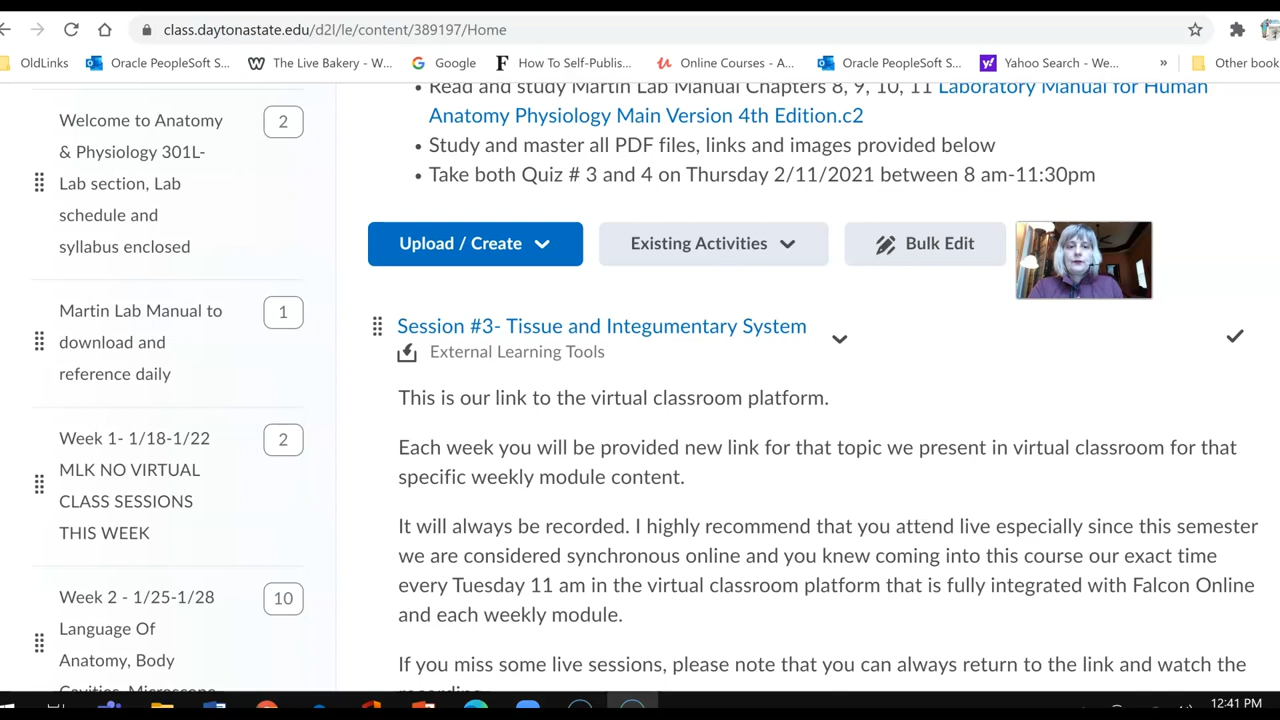 class.daytonastate.edu/d2l/le/content/389197/Home
OldLinks Oracle PeopleSoft S... The Live Bakery - W... Google How To Self-Publis... Online Courses - A... Oracle PeopleSoft S... Yahoo Search - We... » Other book
Read and study Martin Lab Manual Chapters 8, 9, 10, 11 Laboratory Manual for Human
Anatomy Physiology Main Version 4th Edition.c2
• Study and master all PDF files, links and images provided below
• Take both Quiz # 3 and 4 on Thursday 2/11/2021 between 8 am-11:30pm
Welcome to Anatomy 2
& Physiology 301L-
Lab section, Lab
schedule and
syllabus enclosed
Martin Lab Manual to 1
download and
reference daily
Week 1- 1/18-1/22 2
MLK NO VIRTUAL
CLASS SESSIONS
THIS WEEK
Week 2 - 1/25-1/28 10
Language Of
Anatomy, Body
Cavities, Microscope
Upload / Create Existing Activities Bulk Edit
Session #3- Tissue and Integumentary System
External Learning Tools
This is our link to the virtual classroom platform.
Each week you will be provided new link for that topic we present in virtual classroom for that
specific weekly module content.
It will always be recorded. I highly recommend that you attend live especially since this semester
we are considered synchronous online and you knew coming into this course our exact time
every Tuesday 11 am in the virtual classroom platform that is fully integrated with Falcon Online
and each weekly module.
If you miss some live sessions, please note that you can always return to the link and watch the
recording
12:41 PM